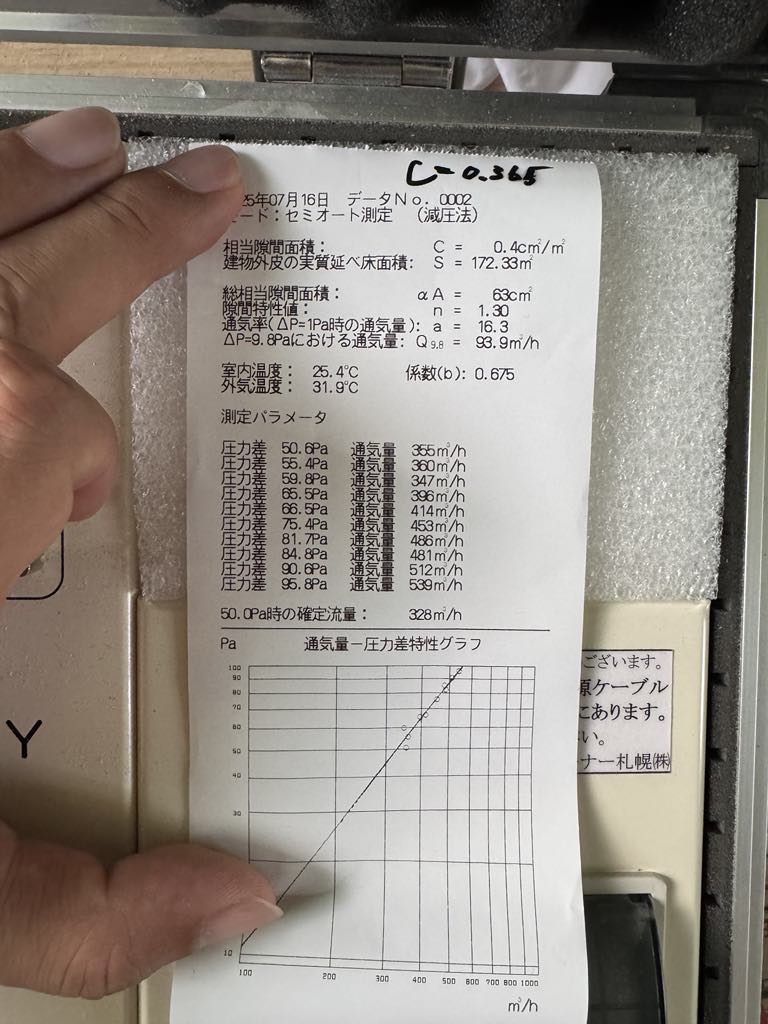 C=0.365
25年07月16日 データNo. 0002
モード:セミオート測定 (減圧法)
相当隙間面積: C = 0.4cm²/m²
建物外皮の実質延べ床面積: S = 172.33m²
総相当隙間面積: αA = 63cm²
隙間特性値: n = 1.30
通気率(ΔP=1Pa時の通気量): a = 16.3
ΔP=9.8Paにおける通気量: Q9.8 = 93.9m³/h
室内温度: 25.4℃ 係数(b): 0.675
外気温度: 31.9℃
測定パラメータ
圧力差 50.6Pa 通気量 355m³/h
圧力差 55.4Pa 通気量 360m³/h
圧力差 59.8Pa 通気量 347m³/h
圧力差 65.5Pa 通気量 396m³/h
圧力差 66.5Pa 通気量 414m³/h
圧力差 75.4Pa 通気量 453m³/h
圧力差 81.7Pa 通気量 486m³/h
圧力差 84.8Pa 通気量 481m³/h
圧力差 90.6Pa 通気量 512m³/h
圧力差 95.8Pa 通気量 539m³/h
50.0Pa時の確定流量: 328m³/h
Pa 通気量-圧力差特性グラフ
100
90
80
70
60
50
40
30
10
100 200 300 400 500 600 700 800 1000
m³/h
ございます。
原ケーブル
にあります。
い。
ーナー札幌㈱
Y